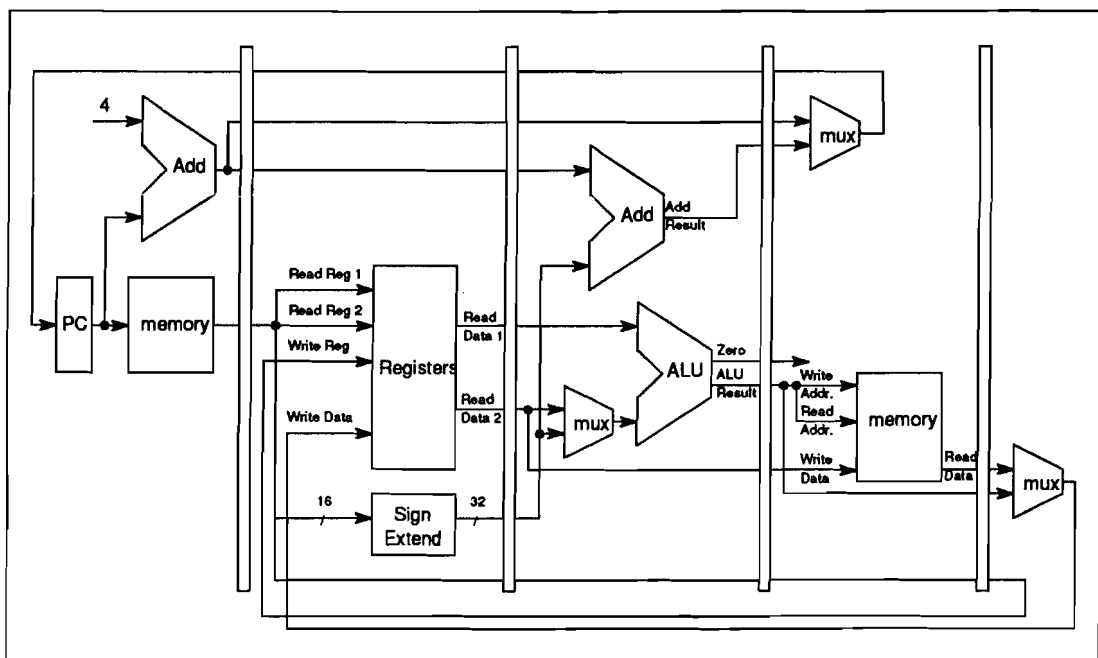 4
Add
mux
Add
Add
Result
PC
memory
Read Reg 1
Read Reg 2
Write Reg
Write Data
Registers
Read
Data 1
Read
Data 2
mux
ALU
Zero
ALU
Result
Write
Addr.
Read
Addr.
Write
Data
memory
Read
Data
mux
16
Sign
Extend
32